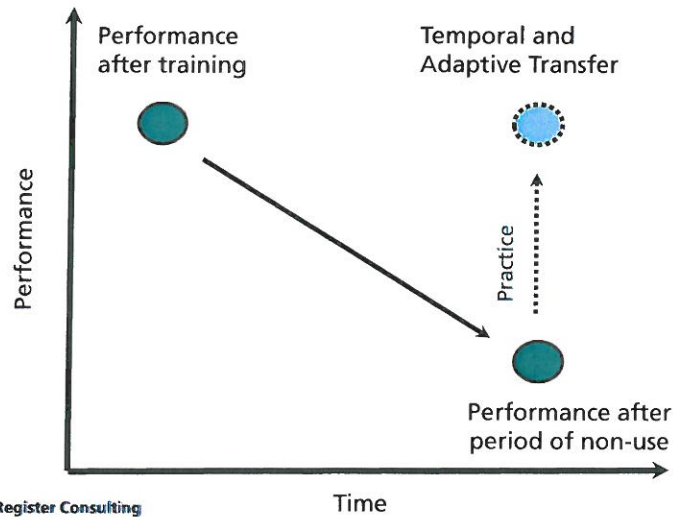 Performance
after training
Temporal and
Adaptive Transfer
Performance
Practice
Performance after
period of non-use
Register Consulting
Time